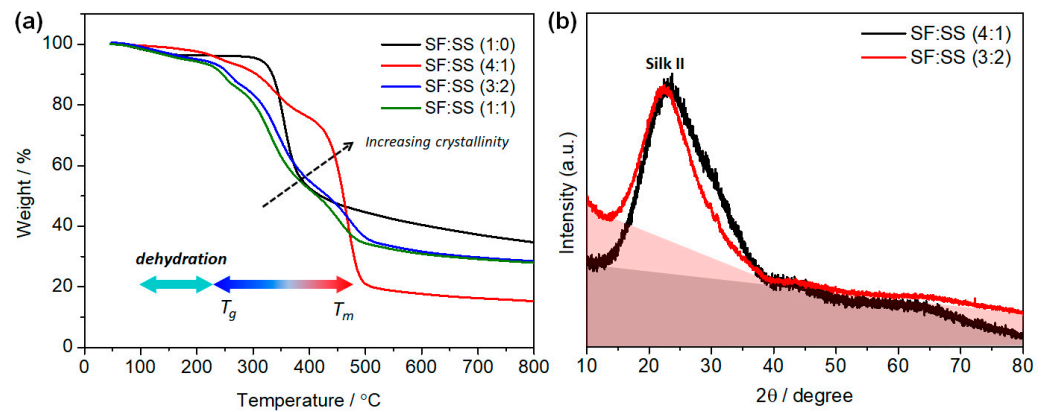 (a)
100
80
60
40
20
0
Weight / %
SF:SS (1:0)
SF:SS (4:1)
SF:SS (3:2)
SF:SS (1:1)
Increasing crystallinity
dehydration
Tg
Tm
0 100 200 300 400 500 600 700 800
Temperature / °C
(b)
Intensity (a.u.)
Silk II
SF:SS (4:1)
SF:SS (3:2)
10 20 30 40 50 60 70 80
2θ / degree